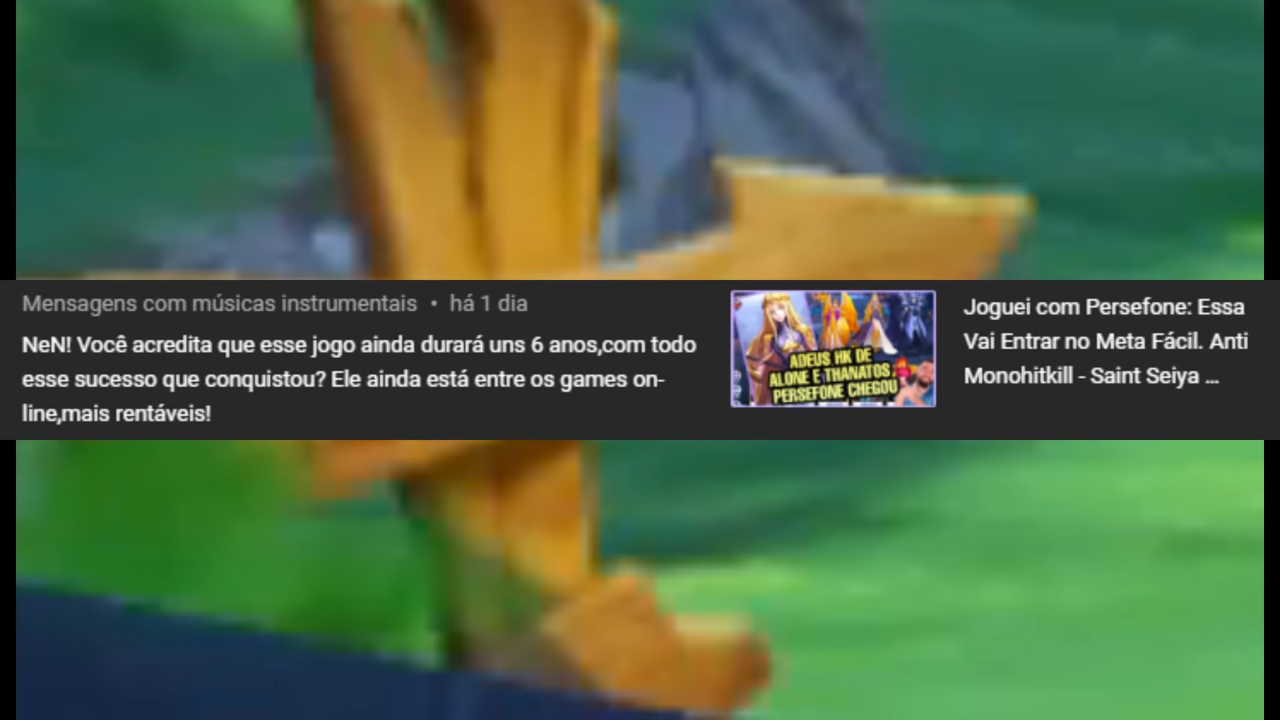 Mensagens com músicas instrumentais • há 1 dia
NeN! Você acredita que esse jogo ainda durará uns 6 anos,com todo
esse sucesso que conquistou? Ele ainda está entre os games on-
line,mais rentáveis!
ADEUS HK DE
ALONE E THANATOS
PERSEFONE CHEGOU
Joguei com Persefone: Essa
Vai Entrar no Meta Fácil. Anti
Monohitkill - Saint Seiya ...